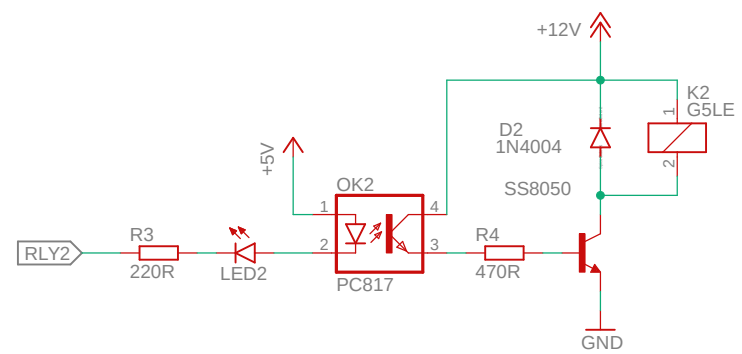 +12V
K2
G5LE
1
2
D2
1N4004
SS8050
+5V
OK2
1
4
2
3
PC817
RLY2
R3
220R
LED2
R4
470R
GND